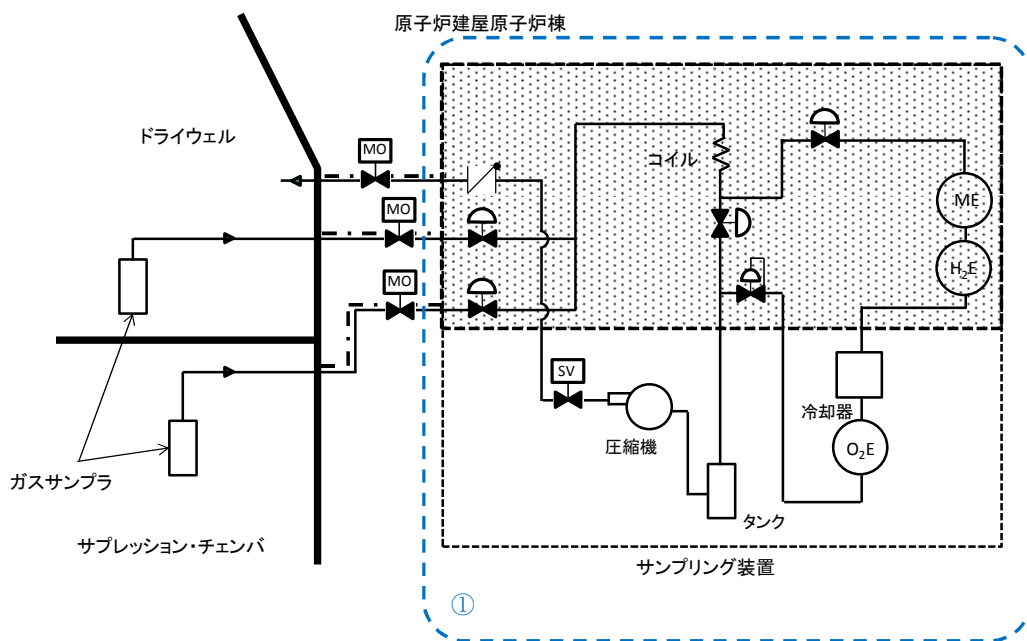 原子炉建屋原子炉棟
ドライウェル
MO
コイル
ME
MO
H₂E
MO
SV
冷却器
圧縮機
O₂E
ガスサンプラ
タンク
サプレッション・チェンバ
サンプリング装置
①